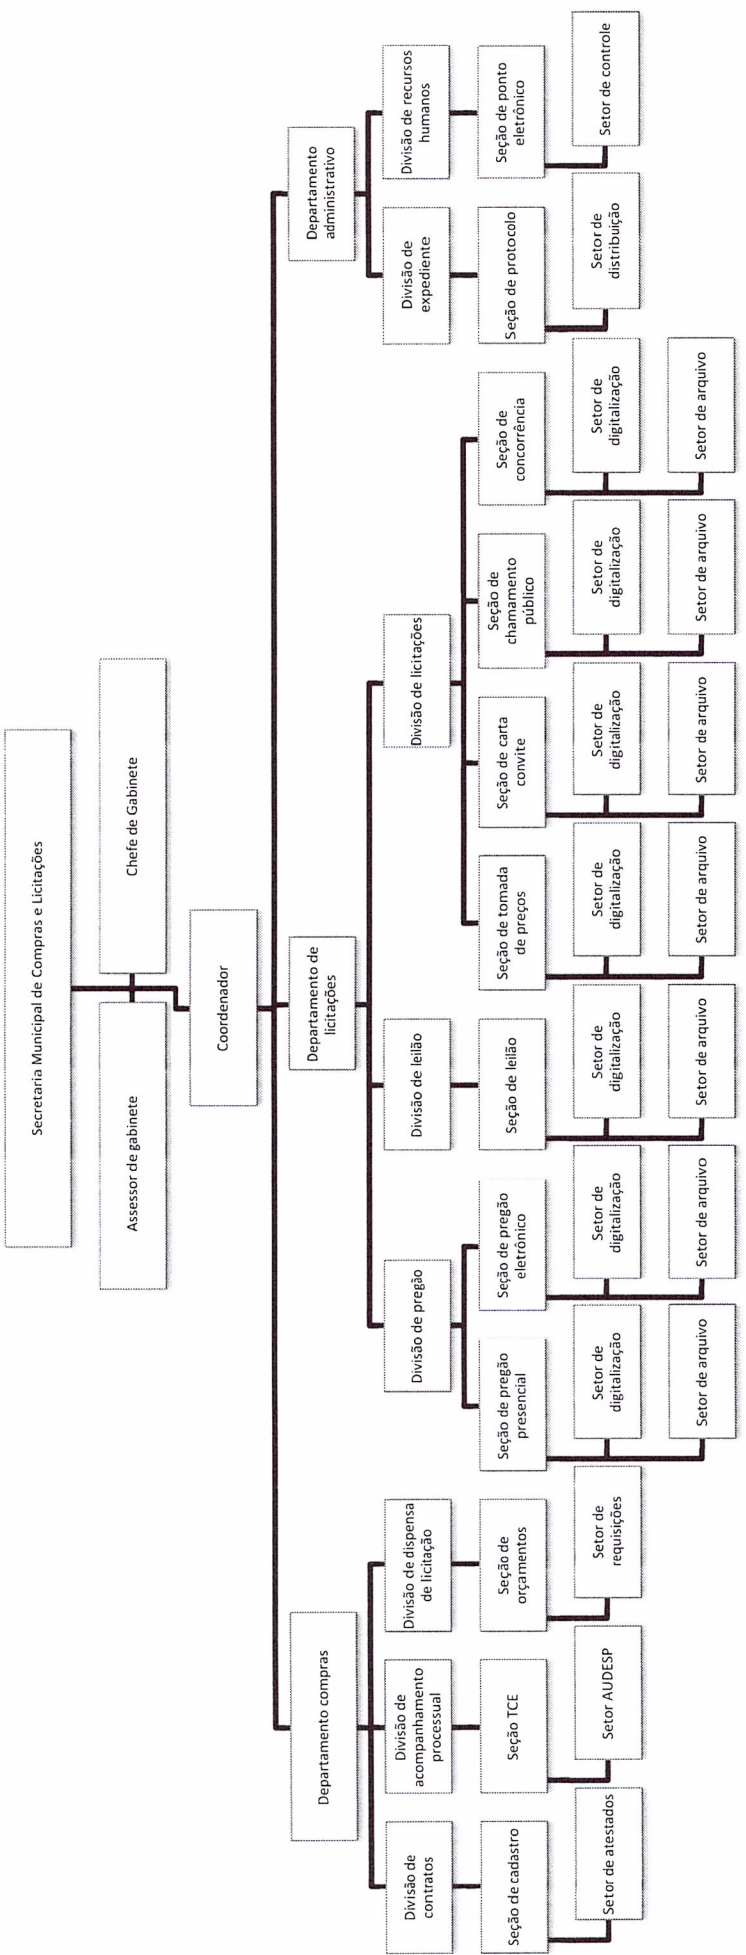 Secretaria Municipal de Compras e Licitações
Assessor de gabinete
Chefe de Gabinete
Coordenador
Departamento compras
Departamento de
licitações
Departamento
administrativo
Divisão de
contratos
Divisão de
acompanhamento
processual
Divisão de dispensa
de licitação
Divisão de pregão
Divisão de leilão
Divisão de licitações
Divisão de
expediente
Divisão de recursos
humanos
Seção de cadastro
Seção TCE
Seção de
orçamentos
Seção de pregão
presencial
Seção de pregão
eletrônico
Seção de leilão
Seção de tomada
de preços
Seção de carta
convite
Seção de
chamamento
público
Seção de
concorrência
Seção de protocolo
Seção de ponto
eletrônico
Setor de atestados
Setor AUDESP
Setor de
requisições
Setor de
digitalização
Setor de
digitalização
Setor de
digitalização
Setor de
digitalização
Setor de
digitalização
Setor de
digitalização
Setor de
digitalização
Setor de
distribuição
Setor de controle
Setor de arquivo
Setor de arquivo
Setor de arquivo
Setor de arquivo
Setor de arquivo
Setor de arquivo
Setor de arquivo